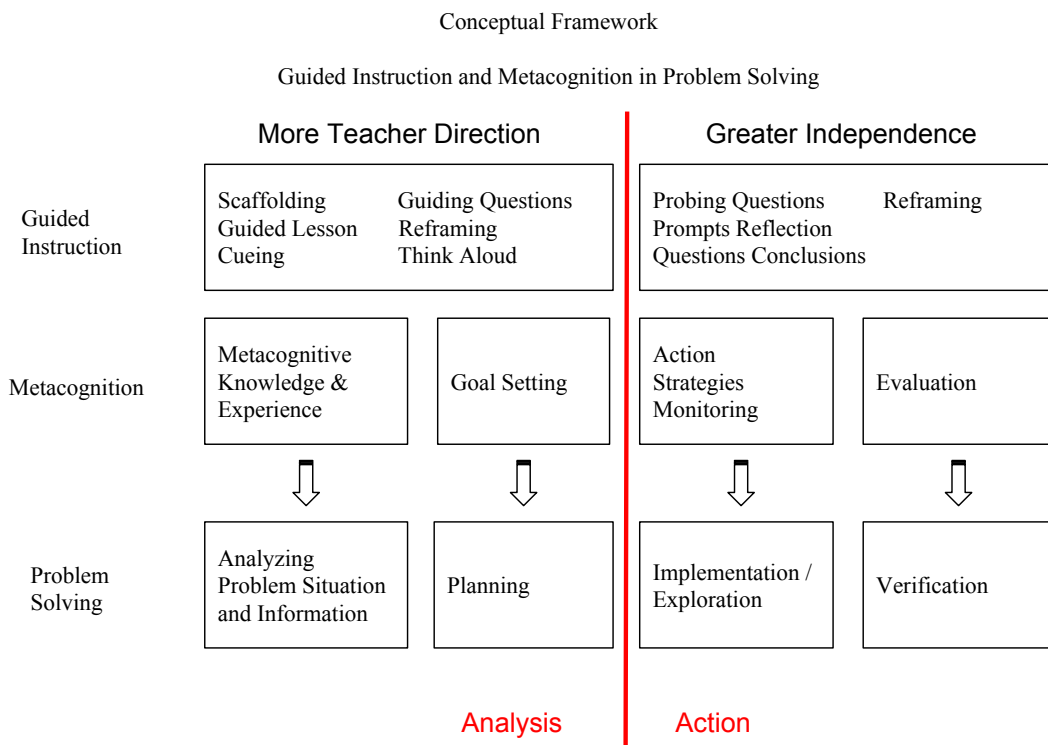 Conceptual Framework
Guided Instruction and Metacognition in Problem Solving
More Teacher Direction
Greater Independence
Guided
Instruction
Scaffolding
Guided Lesson
Cueing
Guiding Questions
Reframing
Think Aloud
Probing Questions
Prompts Reflection
Questions Conclusions
Reframing
Metacognition
Metacognitive
Knowledge &
Experience
Goal Setting
Action
Strategies
Monitoring
Evaluation
Problem
Solving
Analyzing
Problem Situation
and Information
Planning
Implementation /
Exploration
Verification
Analysis
Action